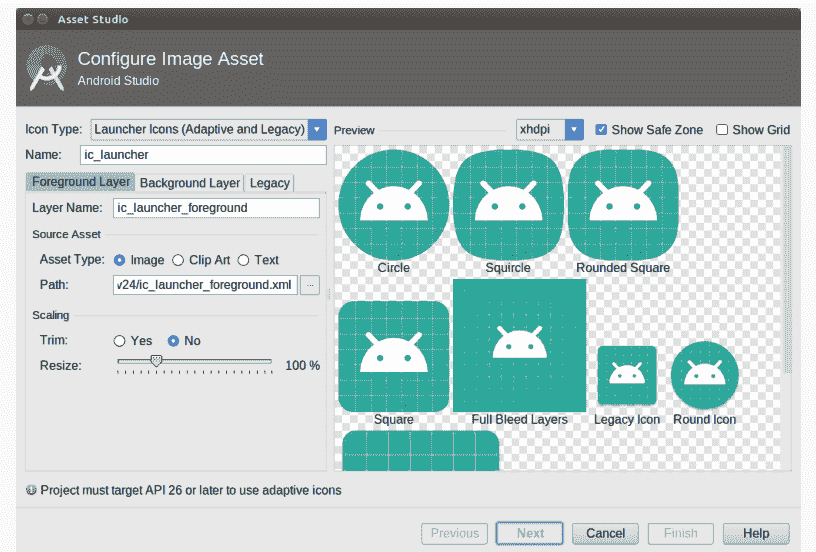 Asset Studio
Configure Image Asset
Android Studio
Icon Type: Launcher Icons (Adaptive and Legacy)
Name: ic_launcher
Foreground Layer Background Layer Legacy
Layer Name: ic_launcher_foreground
Source Asset
Asset Type: Image Clip Art Text
Path: v24/ic_launcher_foreground.xml ...
Scaling
Trim: Yes No
Resize: 100 %
Preview xhdpi Show Safe Zone Show Grid
Circle Squircle Rounded Square
Square Full Bleed Layers Legacy Icon Round Icon
Project must target API 26 or later to use adaptive icons
Previous Next Cancel Finish Help